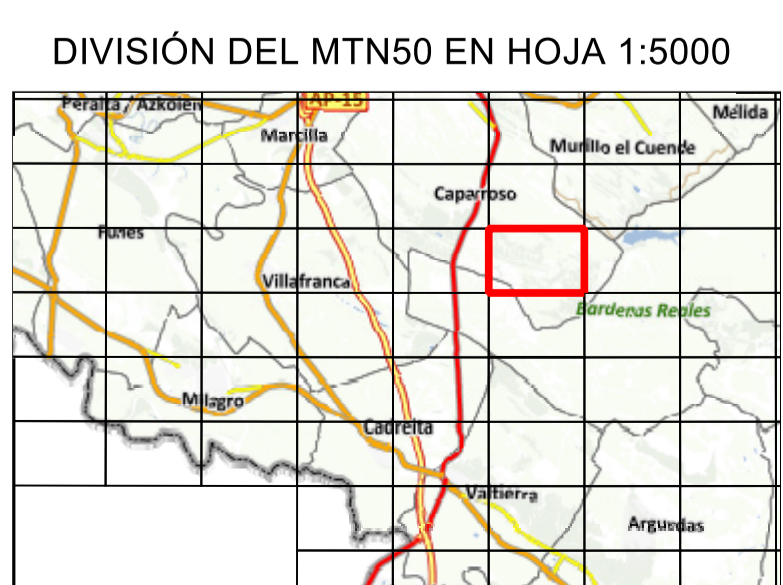 DIVISIÓN DEL MTN50 EN HOJA 1:5000
Peralta / Azkoien
AP-15
Mélida
Marcilla
Murillo el Cuende
Caparroso
Funes
Villafranca
Bardenas Reales
Milagro
Cadreita
Valtierra
Arguedas